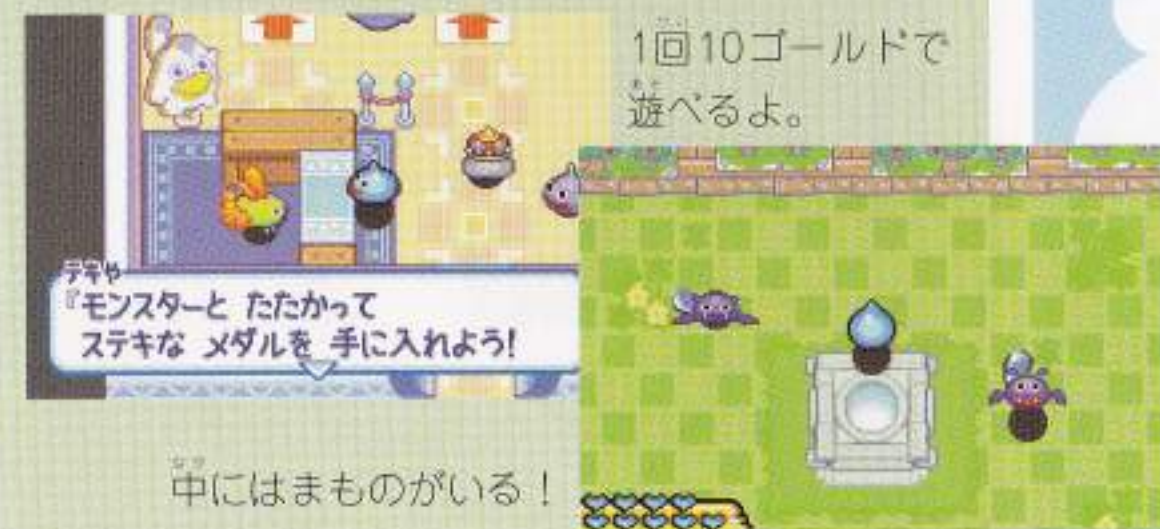 1回10ゴールドで
遊べるよ。
テキや
『モンスターと たたかって
ステキな メダルを 手に入れよう!
中にはまものがいる!